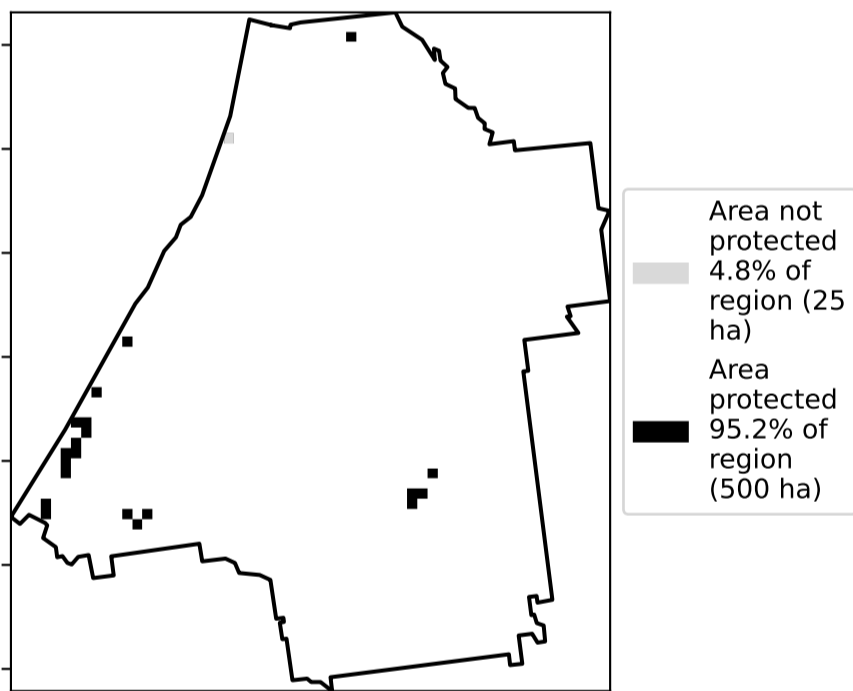 Area not
protected
4.8% of
region (25
ha)
Area
protected
95.2% of
region
(500 ha)